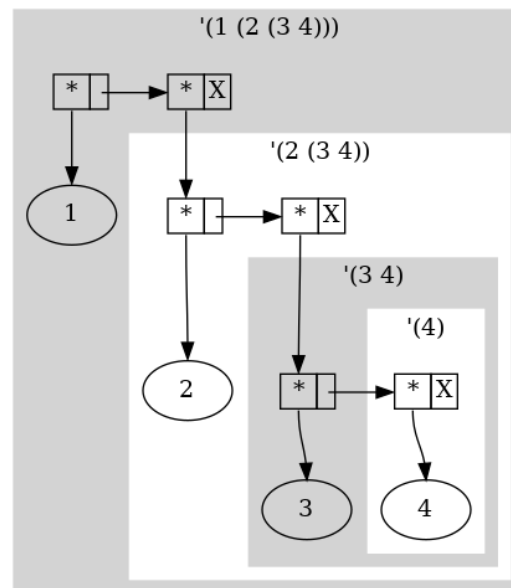 '(1 (2 (3 4)))
* * X
'(2 (3 4))
1
* * X
'(3 4)
'(4)
2
* * X
3 4